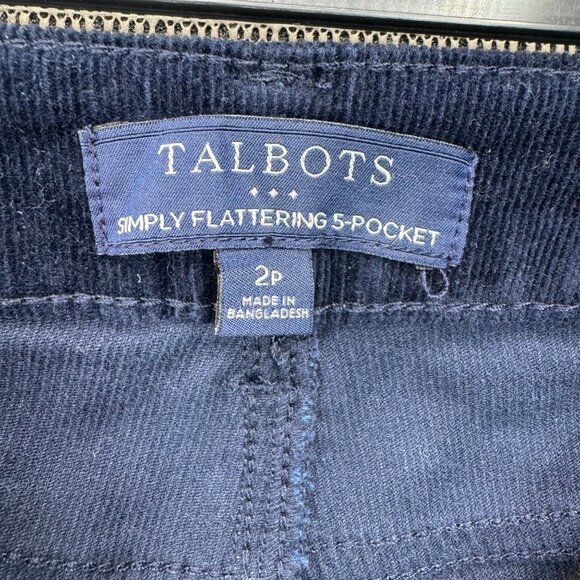 TALBOTS
SIMPLY FLATTERING 5-POCKET
2P
MADE IN
BANGLADESH